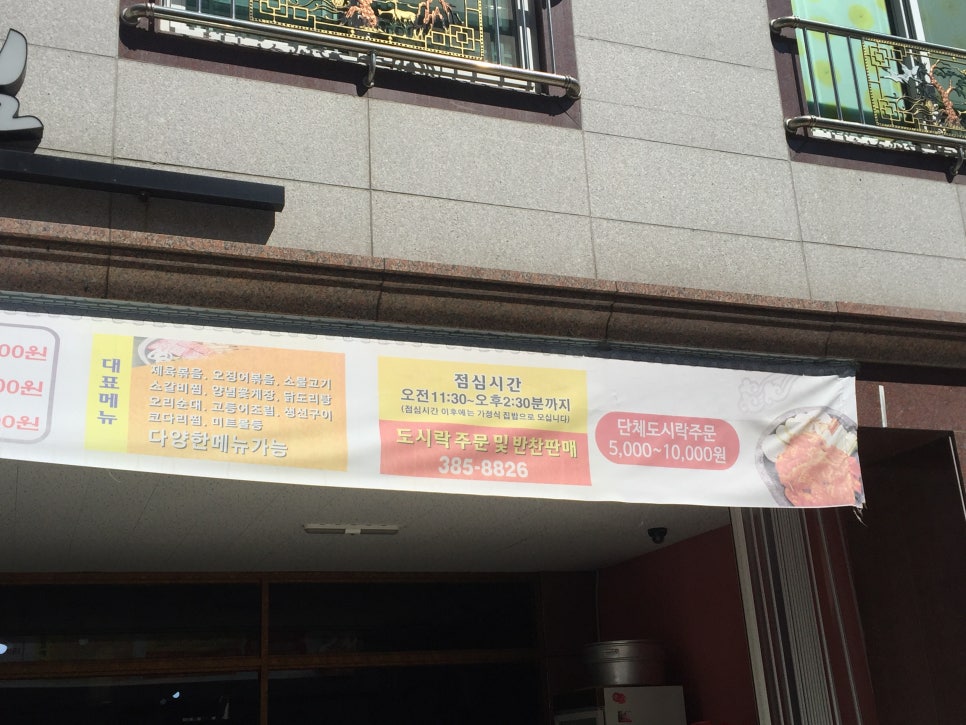 00원
00원
00원
대표메뉴
제육볶음, 오징어볶음, 소불고기
소갈비찜, 양념꽃게장, 닭도리탕
오리순대, 고등어조림, 생선구이
코다리찜, 미트볼등
다양한메뉴가능
점심시간
오전11:30~오후2:30분까지
(점심시간 이후에는 가정식 집밥으로 모십니다)
도시락 주문 및 반찬판매
385-8826
단체도시락주문
5,000~10,000원